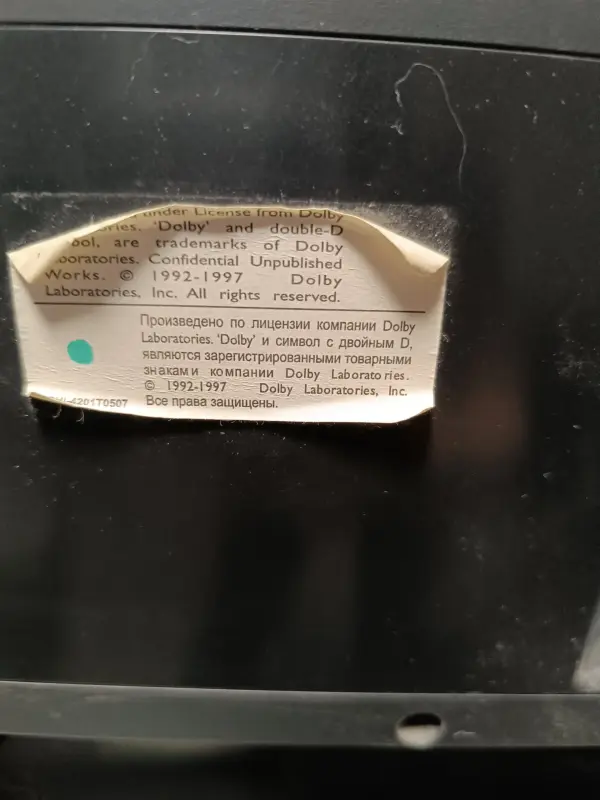 under License from Dolby
'Dolby' and double-D
are trademarks of Dolby
Confidential Unpublished
Works. © 1992-1997 Dolby
Laboratories, Inc. All rights reserved.
Произведено по лицензии компании Dolby
Laboratories. 'Dolby' и символ с двойным D,
являются зарегистрированными товарными
знаками компании Dolby Laboratories.
© 1992-1997 Dolby Laboratories, Inc.
Все права защищены.